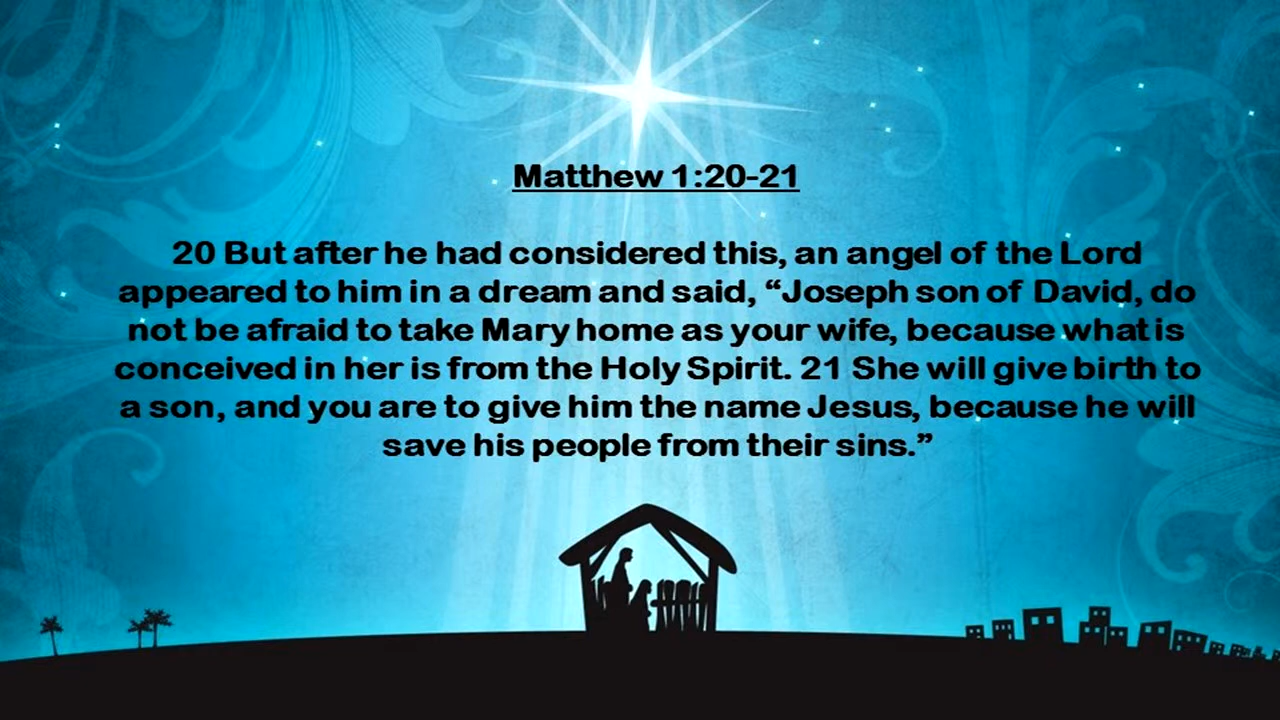 Matthew 1:20-21
20 But after he had considered this, an angel of the Lord
appeared to him in a dream and said, “Joseph son of David, do
not be afraid to take Mary home as your wife, because what is
conceived in her is from the Holy Spirit. 21 She will give birth to
a son, and you are to give him the name Jesus, because he will
save his people from their sins.”